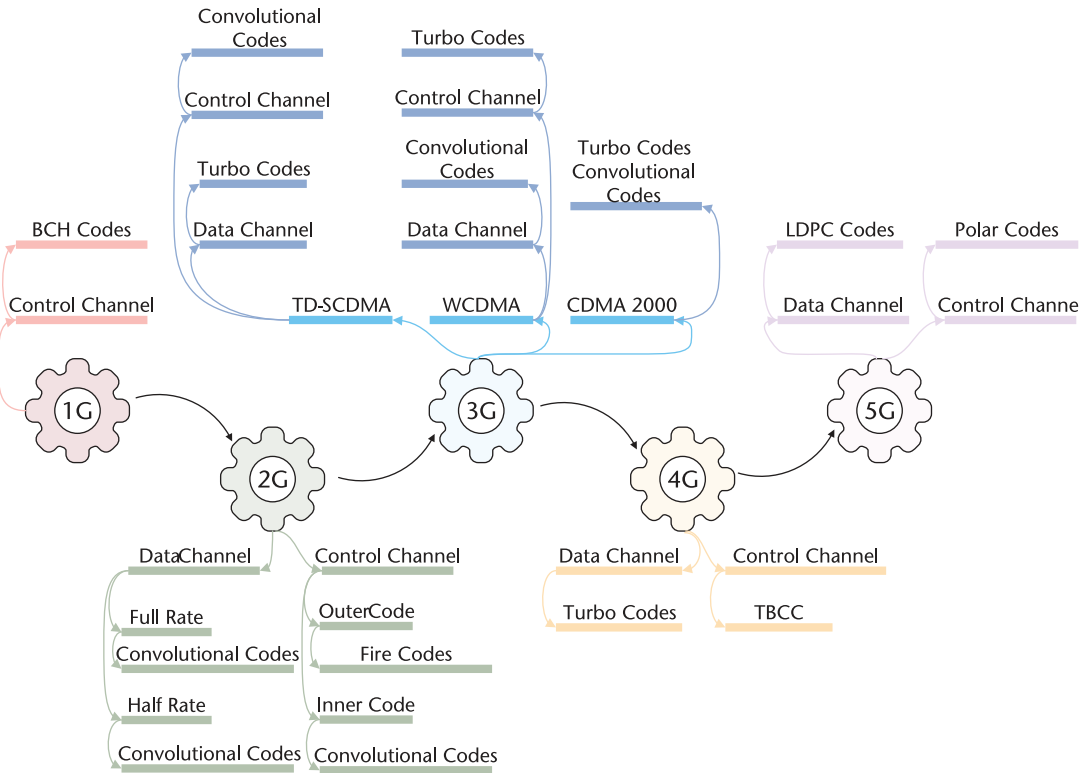 Convolutional
Codes
Control Channel
Turbo Codes
Data Channel
TD-SCDMA
Turbo Codes
Control Channel
Convolutional
Codes
Data Channel
WCDMA
Turbo Codes
Convolutional
Codes
CDMA 2000
BCH Codes
Control Channel
LDPC Codes
Data Channel
Polar Codes
Control Channe
1G
2G
3G
4G
5G
DataChannel
Full Rate
Convolutional Codes
Half Rate
Convolutional Codes
Control Channel
OuterCode
Fire Codes
Inner Code
Convolutional Codes
Data Channel
Turbo Codes
Control Channel
TBCC